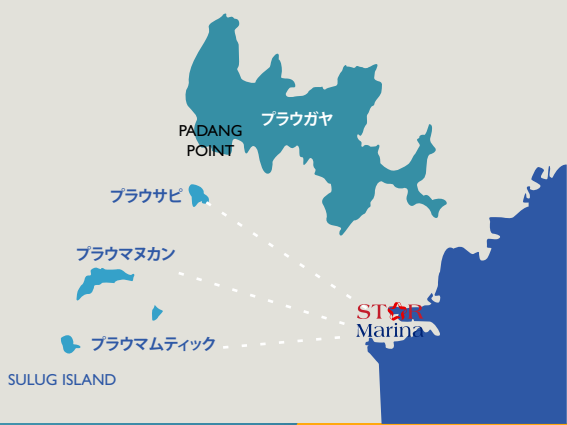 プラウガヤ
PADANG
POINT
プラウサピ
プラウマヌカン
STAR
Marina
プラウマムティック
SULUG ISLAND